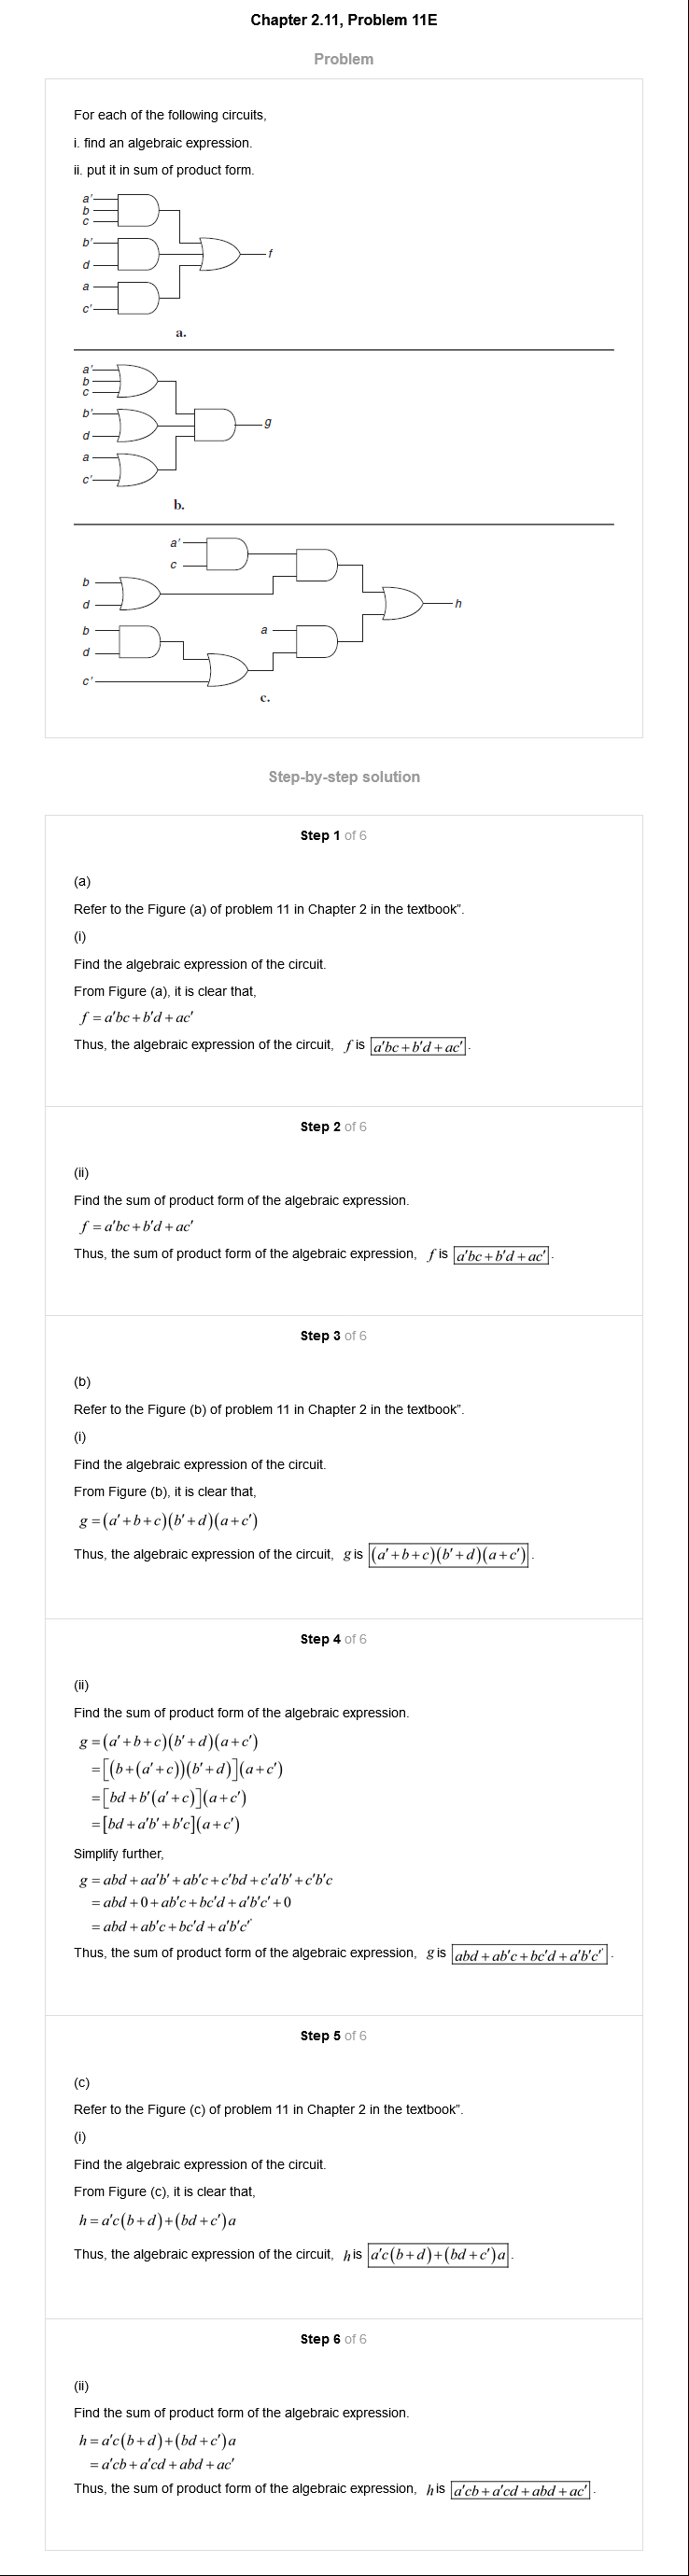 Chapter 2.11, Problem 11E
Problem
For each of the following circuits,
i. find an algebraic expression.
ii. put it in sum of product form.
a'
b
c
b'
d
f
a
c'
a.
a'
b
c
b'
d
g
a
c'
b.
a'
c
b
d
h
b
a
d
c'
c.
Step-by-step solution
Step 1 of 6
(a)
Refer to the Figure (a) of problem 11 in Chapter 2 in the textbook".
(i)
Find the algebraic expression of the circuit.
From Figure (a), it is clear that,
f = a'bc + b'd + ac'
Thus, the algebraic expression of the circuit, f is a'bc + b'd + ac'.
Step 2 of 6
(ii)
Find the sum of product form of the algebraic expression.
f = a'bc + b'd + ac'
Thus, the sum of product form of the algebraic expression, f is a'bc + b'd + ac'.
Step 3 of 6
(b)
Refer to the Figure (b) of problem 11 in Chapter 2 in the textbook".
(i)
Find the algebraic expression of the circuit.
From Figure (b), it is clear that,
g = (a' + b + c)(b' + d)(a + c')
Thus, the algebraic expression of the circuit, g is (a' + b + c)(b' + d)(a + c').
Step 4 of 6
(ii)
Find the sum of product form of the algebraic expression.
g = (a' + b + c)(b' + d)(a + c')
= [(b + (a' + c))(b' + d)](a + c')
= [bd + b'(a' + c)](a + c')
= [bd + a'b' + b'c](a + c')
Simplify further,
g = abd + aa'b' + ab'c + c'bd + c'a'b' + c'b'c
= abd + 0 + ab'c + bc'd + a'b'c' + 0
= abd + ab'c + bc'd + a'b'c'
Thus, the sum of product form of the algebraic expression, g is abd + ab'c + bc'd + a'b'c'.
Step 5 of 6
(c)
Refer to the Figure (c) of problem 11 in Chapter 2 in the textbook".
(i)
Find the algebraic expression of the circuit.
From Figure (c), it is clear that,
h = a'c(b + d) + (bd + c')a
Thus, the algebraic expression of the circuit, h is a'c(b + d) + (bd + c')a.
Step 6 of 6
(ii)
Find the sum of product form of the algebraic expression.
h = a'c(b + d) + (bd + c')a
= a'cb + a'cd + abd + ac'
Thus, the sum of product form of the algebraic expression, h is a'cb + a'cd + abd + ac'.